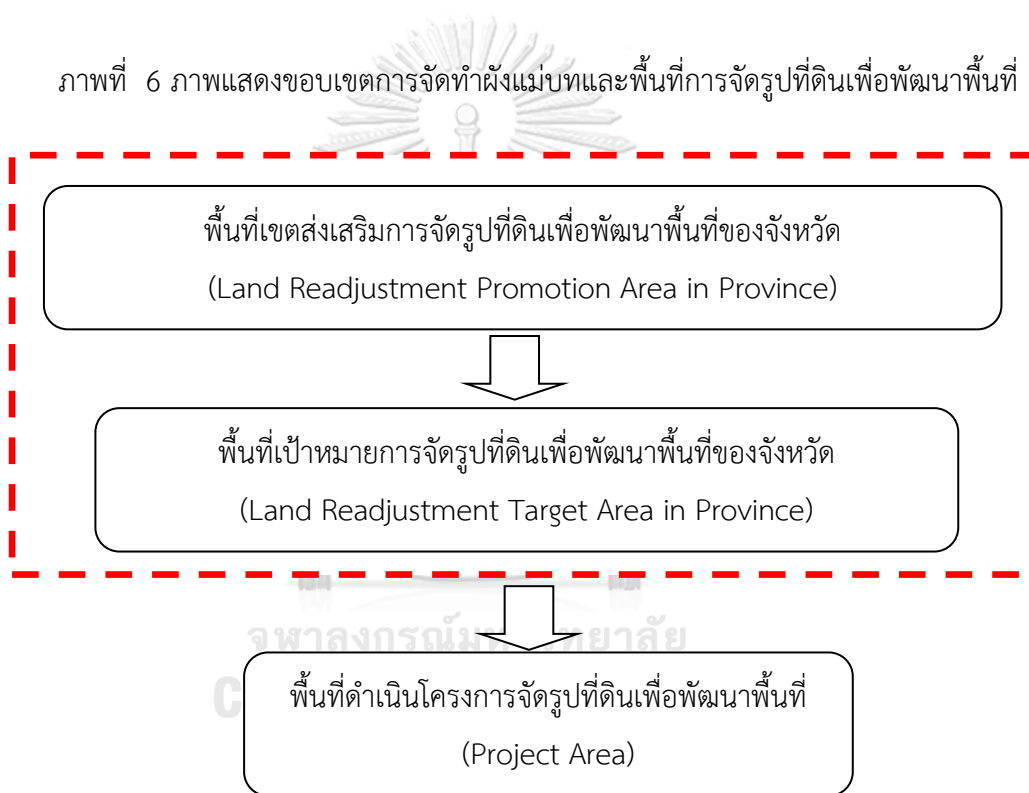 ภาพที่ 6 ภาพแสดงขอบเขตการจัดทำผังแม่บทและพื้นที่การจัดรูปที่ดินเพื่อพัฒนาพื้นที่
พื้นที่เขตส่งเสริมการจัดรูปที่ดินเพื่อพัฒนาพื้นที่ของจังหวัด
(Land Readjustment Promotion Area in Province)
พื้นที่เป้าหมายการจัดรูปที่ดินเพื่อพัฒนาพื้นที่ของจังหวัด
(Land Readjustment Target Area in Province)
พื้นที่ดำเนินโครงการจัดรูปที่ดินเพื่อพัฒนาพื้นที่
(Project Area)